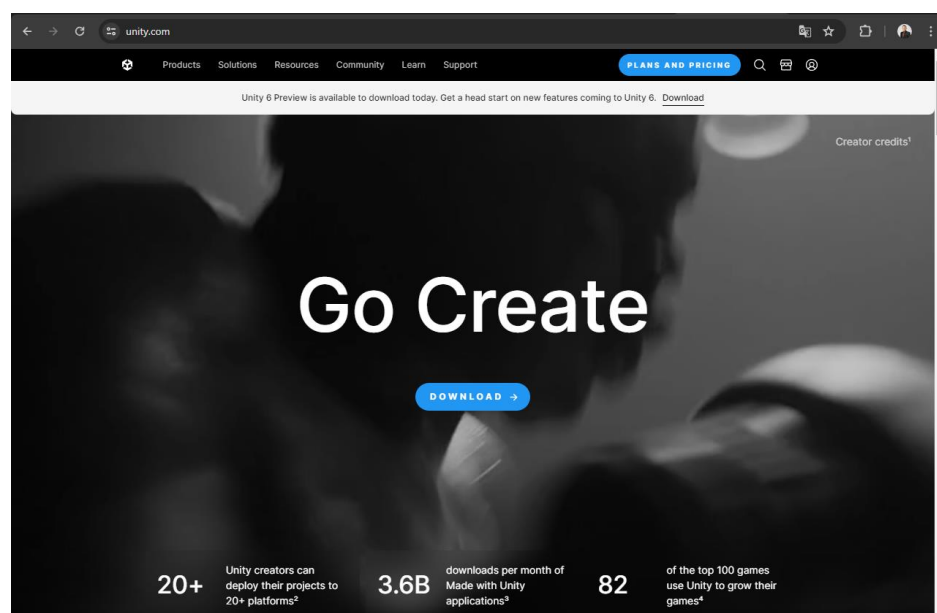 unity.com
Products Solutions Resources Community Learn Support PLANS AND PRICING
Unity 6 Preview is available to download today. Get a head start on new features coming to Unity 6. Download
Creator credits¹
Go Create
DOWNLOAD →
20+
Unity creators can
deploy their projects to
20+ platforms²
3.6B
downloads per month of
Made with Unity
applications³
82
of the top 100 games
use Unity to grow their
games⁴